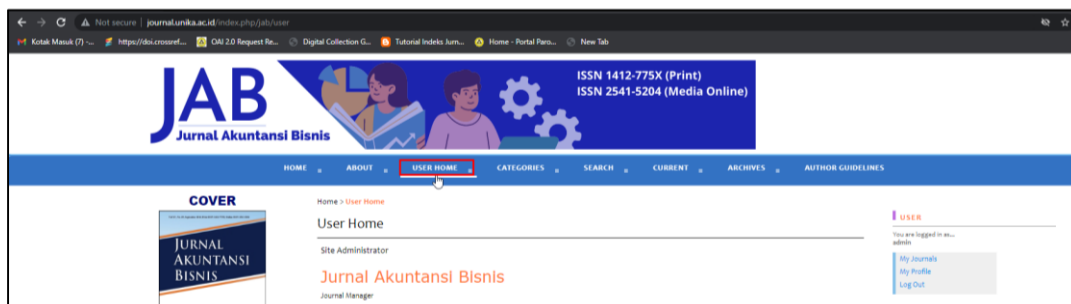 Not secure | journal.unika.ac.id/index.php/jab/user
Kotak Masuk (7) -... https://doi.crossref.... OAI 2.0 Request Re... Digital Collection G... Tutorial Indeks Jurn... Home - Portal Paro... New Tab
JAB
Jurnal Akuntansi Bisnis
ISSN 1412-775X (Print)
ISSN 2541-5204 (Media Online)
HOME ABOUT USER HOME CATEGORIES SEARCH CURRENT ARCHIVES AUTHOR GUIDELINES
COVER
JURNAL
AKUNTANSI
BISNIS
Home > User Home
User Home
Site Administrator
Jurnal Akuntansi Bisnis
Journal Manager
USER
You are logged in as...
admin
My Journals
My Profile
Log Out